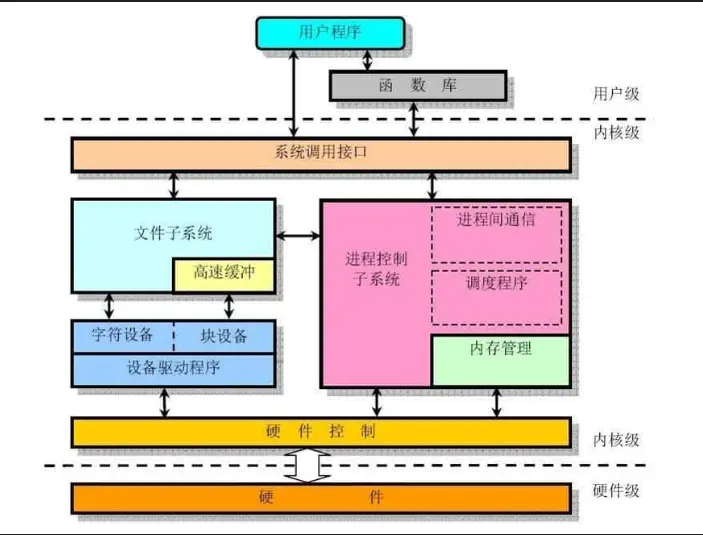 用户程序
函 数 库
用户级
内核级
系统调用接口
文件子系统
高速缓冲
进程控制
子系统
进程间通信
调度程序
内存管理
字符设备
块设备
设备驱动程序
硬 件 控 制
内核级
硬件级
硬 件